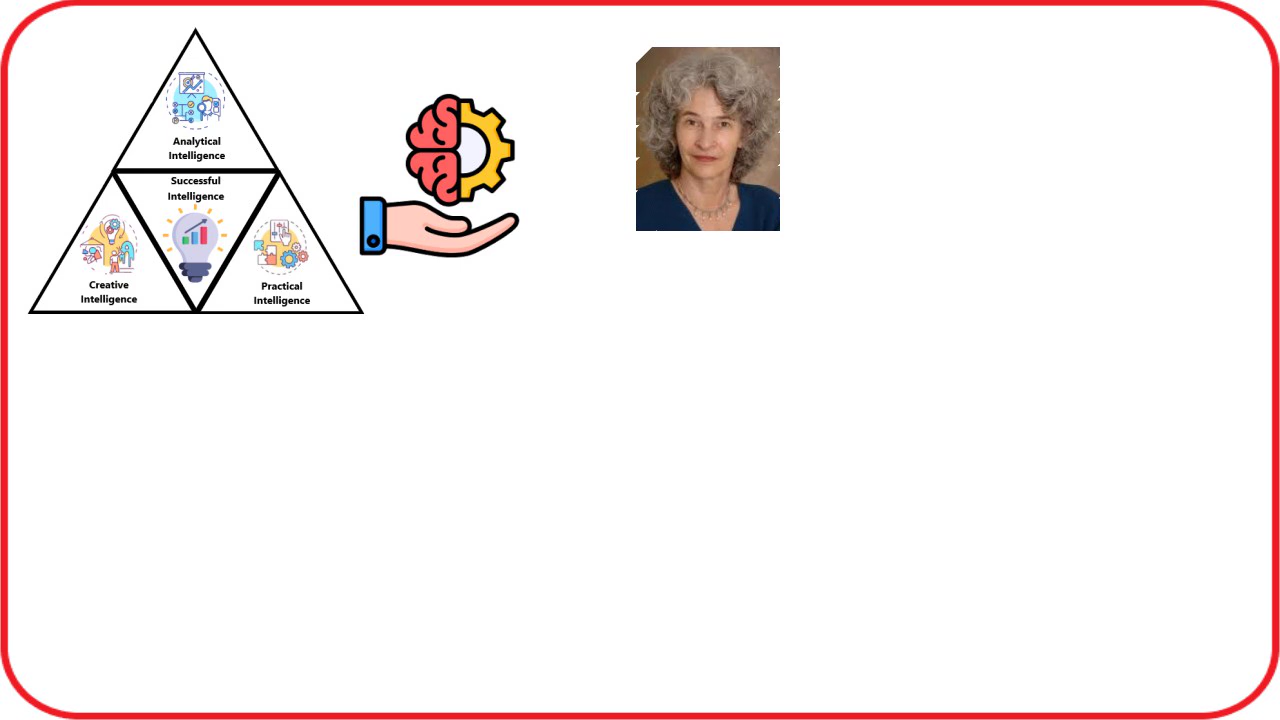 Analytical
Intelligence
Successful
Intelligence
Creative
Intelligence
Practical
Intelligence